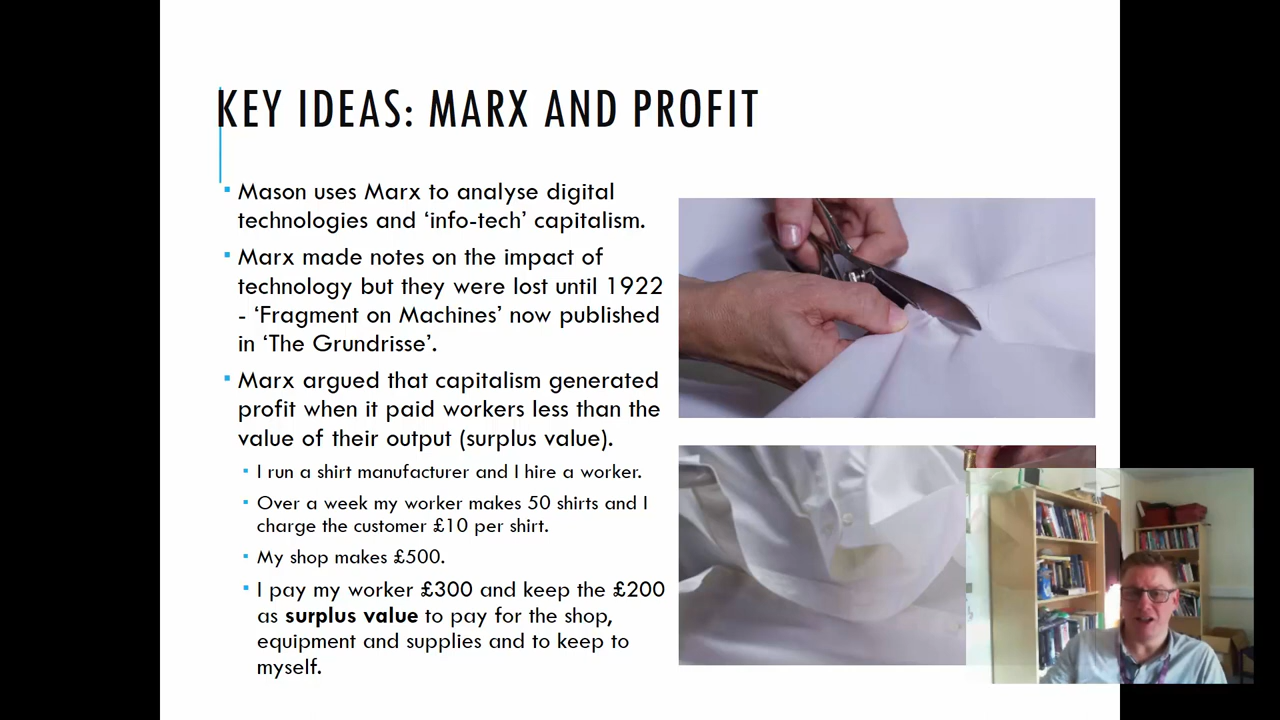 KEY IDEAS: MARX AND PROFIT
Mason uses Marx to analyse digital
technologies and ‘info-tech’ capitalism.
Marx made notes on the impact of
technology but they were lost until 1922
- ‘Fragment on Machines’ now published
in ‘The Grundrisse’.
Marx argued that capitalism generated
profit when it paid workers less than the
value of their output (surplus value).
I run a shirt manufacturer and I hire a worker.
Over a week my worker makes 50 shirts and I
charge the customer £10 per shirt.
My shop makes £500.
I pay my worker £300 and keep the £200
as surplus value to pay for the shop,
equipment and supplies and to keep to
myself.